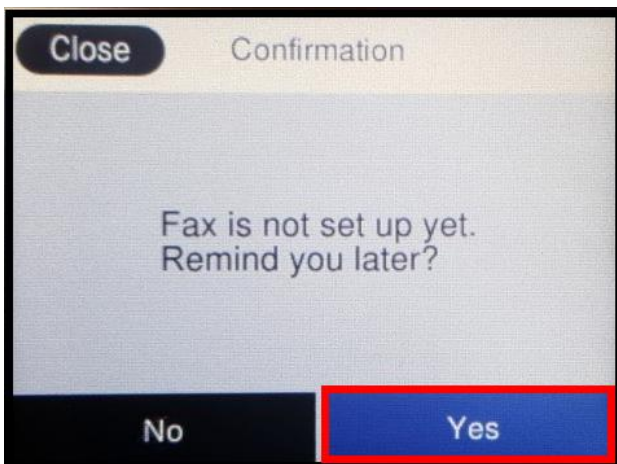 Close Confirmation
Fax is not set up yet.
Remind you later?
No Yes